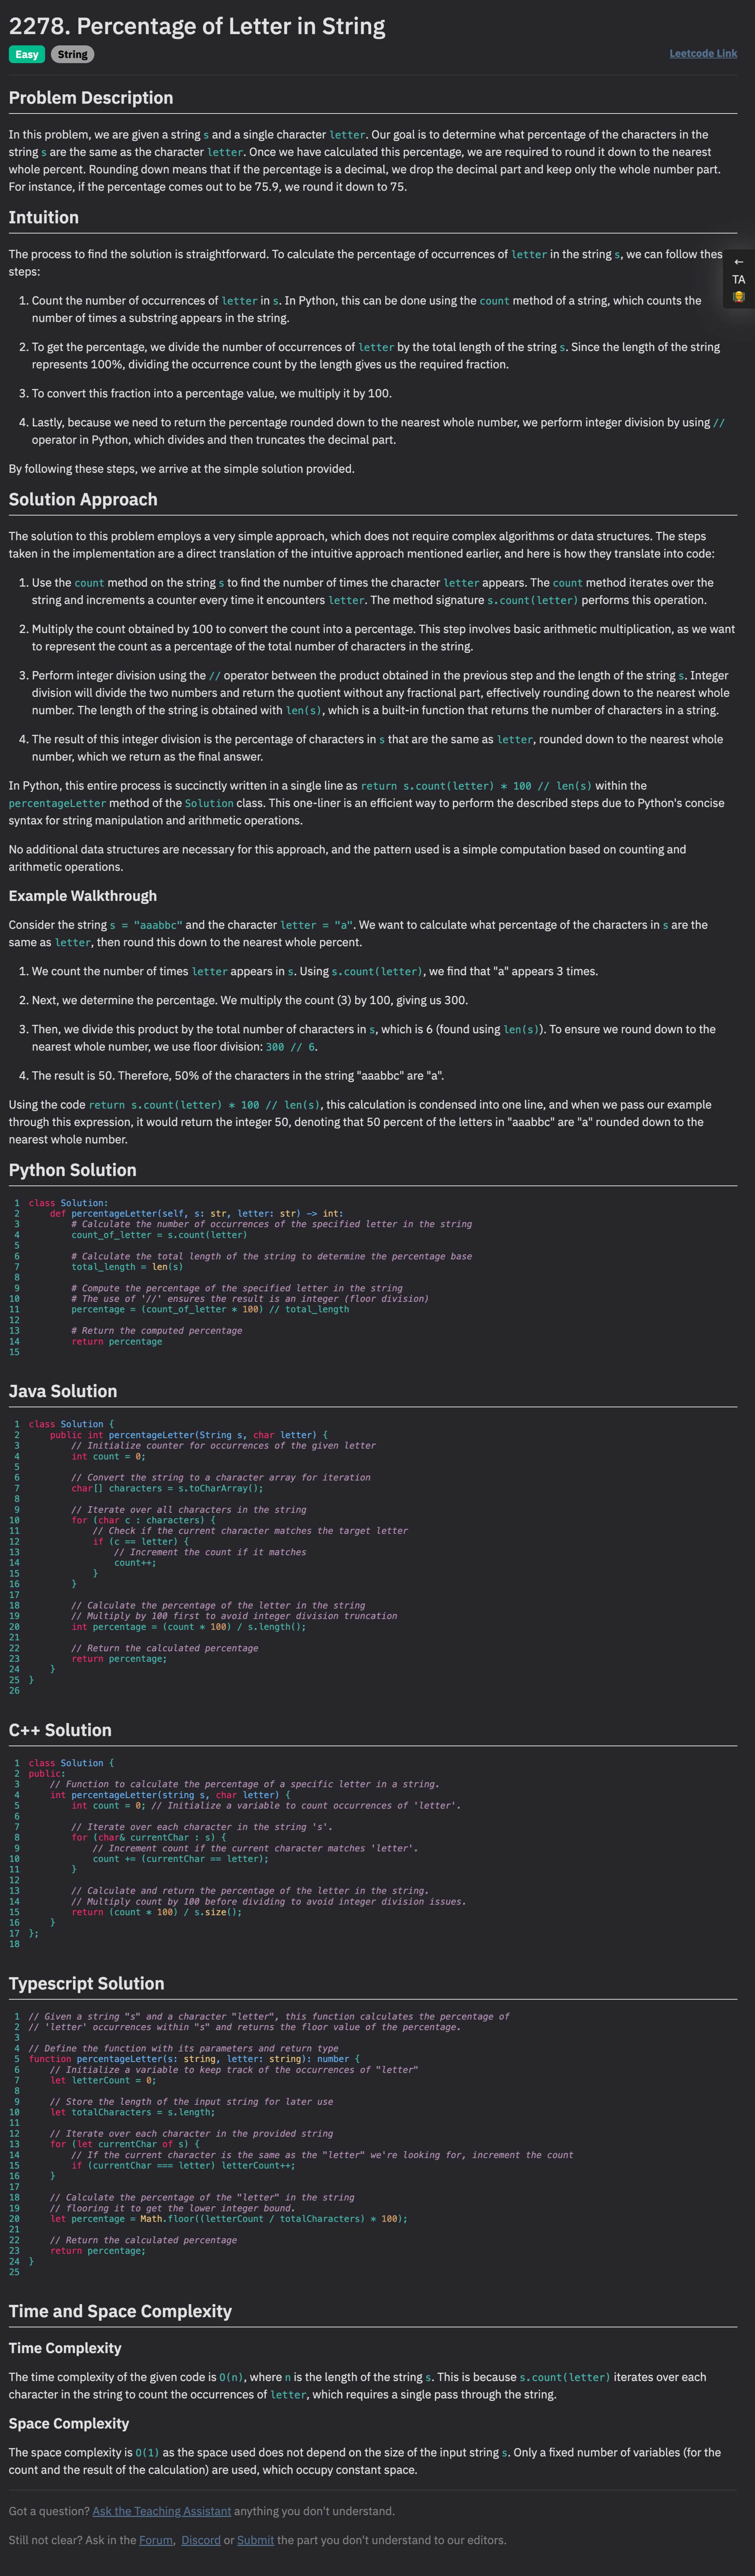 2278. Percentage of Letter in String
Easy String Leetcode Link
Problem Description
In this problem, we are given a string s and a single character letter. Our goal is to determine what percentage of the characters in the
string s are the same as the character letter. Once we have calculated this percentage, we are required to round it down to the nearest
whole percent. Rounding down means that if the percentage is a decimal, we drop the decimal part and keep only the whole number part.
For instance, if the percentage comes out to be 75.9, we round it down to 75.
Intuition
The process to find the solution is straightforward. To calculate the percentage of occurrences of letter in the string s, we can follow thes
steps:
←
TA
1. Count the number of occurrences of letter in s. In Python, this can be done using the count method of a string, which counts the
number of times a substring appears in the string.
2. To get the percentage, we divide the number of occurrences of letter by the total length of the string s. Since the length of the string
represents 100%, dividing the occurrence count by the length gives us the required fraction.
3. To convert this fraction into a percentage value, we multiply it by 100.
4. Lastly, because we need to return the percentage rounded down to the nearest whole number, we perform integer division by using //
operator in Python, which divides and then truncates the decimal part.
By following these steps, we arrive at the simple solution provided.
Solution Approach
The solution to this problem employs a very simple approach, which does not require complex algorithms or data structures. The steps
taken in the implementation are a direct translation of the intuitive approach mentioned earlier, and here is how they translate into code:
1. Use the count method on the string s to find the number of times the character letter appears. The count method iterates over the
string and increments a counter every time it encounters letter. The method signature s.count(letter) performs this operation.
2. Multiply the count obtained by 100 to convert the count into a percentage. This step involves basic arithmetic multiplication, as we want
to represent the count as a percentage of the total number of characters in the string.
3. Perform integer division using the // operator between the product obtained in the previous step and the length of the string s. Integer
division will divide the two numbers and return the quotient without any fractional part, effectively rounding down to the nearest whole
number. The length of the string is obtained with len(s), which is a built-in function that returns the number of characters in a string.
4. The result of this integer division is the percentage of characters in s that are the same as letter, rounded down to the nearest whole
number, which we return as the final answer.
In Python, this entire process is succinctly written in a single line as return s.count(letter) * 100 // len(s) within the
percentageLetter method of the Solution class. This one-liner is an efficient way to perform the described steps due to Python's concise
syntax for string manipulation and arithmetic operations.
No additional data structures are necessary for this approach, and the pattern used is a simple computation based on counting and
arithmetic operations.
Example Walkthrough
Consider the string s = "aaabbc" and the character letter = "a". We want to calculate what percentage of the characters in s are the
same as letter, then round this down to the nearest whole percent.
1. We count the number of times letter appears in s. Using s.count(letter), we find that "a" appears 3 times.
2. Next, we determine the percentage. We multiply the count (3) by 100, giving us 300.
3. Then, we divide this product by the total number of characters in s, which is 6 (found using len(s)). To ensure we round down to the
nearest whole number, we use floor division: 300 // 6.
4. The result is 50. Therefore, 50% of the characters in the string "aaabbc" are "a".
Using the code return s.count(letter) * 100 // len(s), this calculation is condensed into one line, and when we pass our example
through this expression, it would return the integer 50, denoting that 50 percent of the letters in "aaabbc" are "a" rounded down to the
nearest whole number.
Python Solution
1 class Solution:
2     def percentageLetter(self, s: str, letter: str) -> int:
3         # Calculate the number of occurrences of the specified letter in the string
4         count_of_letter = s.count(letter)
5
6         # Calculate the total length of the string to determine the percentage base
7         total_length = len(s)
8
9         # Compute the percentage of the specified letter in the string
10         # The use of '//' ensures the result is an integer (floor division)
11         percentage = (count_of_letter * 100) // total_length
12
13         # Return the computed percentage
14         return percentage
15
Java Solution
1 class Solution {
2     public int percentageLetter(String s, char letter) {
3         // Initialize counter for occurrences of the given letter
4         int count = 0;
5
6         // Convert the string to a character array for iteration
7         char[] characters = s.toCharArray();
8
9         // Iterate over all characters in the string
10         for (char c : characters) {
11             // Check if the current character matches the target letter
12             if (c == letter) {
13                 // Increment the count if it matches
14                 count++;
15             }
16         }
17
18         // Calculate the percentage of the letter in the string
19         // Multiply by 100 first to avoid integer division truncation
20         int percentage = (count * 100) / s.length();
21
22         // Return the calculated percentage
23         return percentage;
24     }
25 }
26
C++ Solution
1 class Solution {
2 public:
3     // Function to calculate the percentage of a specific letter in a string.
4     int percentageLetter(string s, char letter) {
5         int count = 0; // Initialize a variable to count occurrences of 'letter'.
6
7         // Iterate over each character in the string 's'.
8         for (char& currentChar : s) {
9             // Increment count if the current character matches 'letter'.
10             count += (currentChar == letter);
11         }
12
13         // Calculate and return the percentage of the letter in the string.
14         // Multiply count by 100 before dividing to avoid integer division issues.
15         return (count * 100) / s.size();
16     }
17 };
18
Typescript Solution
1 // Given a string "s" and a character "letter", this function calculates the percentage of
2 // 'letter' occurrences within "s" and returns the floor value of the percentage.
3
4 // Define the function with its parameters and return type
5 function percentageLetter(s: string, letter: string): number {
6     // Initialize a variable to keep track of the occurrences of "letter"
7     let letterCount = 0;
8
9     // Store the length of the input string for later use
10     let totalCharacters = s.length;
11
12     // Iterate over each character in the provided string
13     for (let currentChar of s) {
14         // If the current character is the same as the "letter" we're looking for, increment the count
15         if (currentChar === letter) letterCount++;
16     }
17
18     // Calculate the percentage of the "letter" in the string
19     // flooring it to get the lower integer bound.
20     let percentage = Math.floor((letterCount / totalCharacters) * 100);
21
22     // Return the calculated percentage
23     return percentage;
24 }
25
Time and Space Complexity
Time Complexity
The time complexity of the given code is O(n), where n is the length of the string s. This is because s.count(letter) iterates over each
character in the string to count the occurrences of letter, which requires a single pass through the string.
Space Complexity
The space complexity is O(1) as the space used does not depend on the size of the input string s. Only a fixed number of variables (for the
count and the result of the calculation) are used, which occupy constant space.
Got a question? Ask the Teaching Assistant anything you don't understand.
Still not clear? Ask in the Forum, Discord or Submit the part you don't understand to our editors.